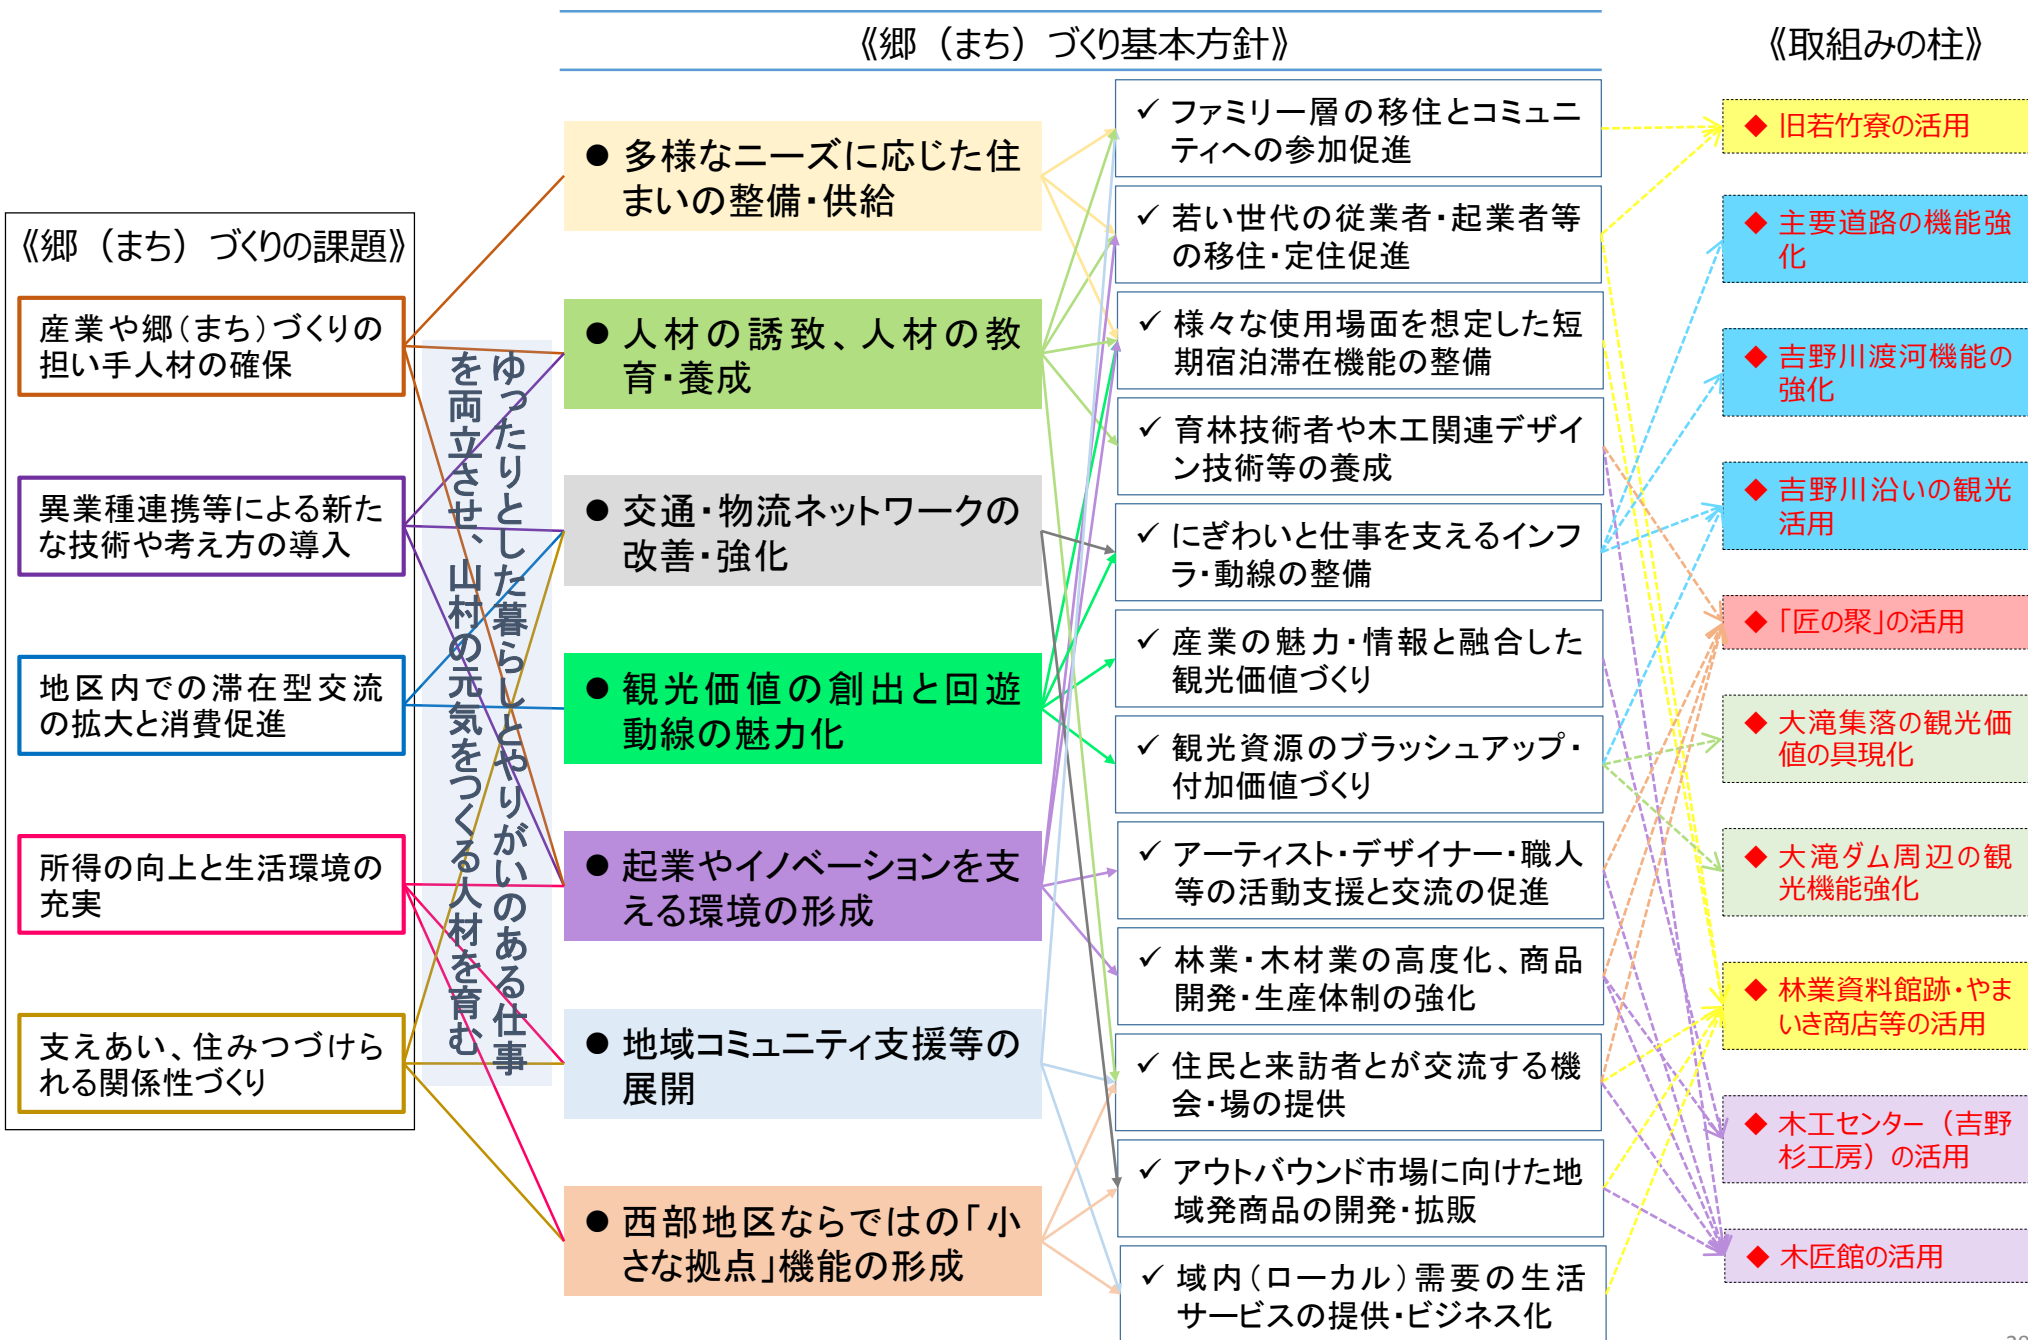 《郷（まち）づくり基本方針》
《取組みの柱》
《郷（まち）づくりの課題》
産業や郷（まち）づくりの
担い手人材の確保
異業種連携等による新た
な技術や考え方の導入
地区内での滞在型交流
の拡大と消費促進
所得の向上と生活環境の
充実
支えあい、住みつづけら
れる関係性づくり
ゆったりとした暮らしとやりがいのある仕事
を両立させ、山村の元気をつくる人材を育む
● 多様なニーズに応じた住
まいの整備・供給
● 人材の誘致、人材の教
育・養成
● 交通・物流ネットワークの
改善・強化
● 観光価値の創出と回遊
動線の魅力化
● 起業やイノベーションを支
える環境の形成
● 地域コミュニティ支援等の
展開
● 西部地区ならではの「小
さな拠点」機能の形成
✓ ファミリー層の移住とコミュニ
ティへの参加促進
✓ 若い世代の従業者・起業者等
の移住・定住促進
✓ 様々な使用場面を想定した短
期宿泊滞在機能の整備
✓ 育林技術者や木工関連デザイ
ン技術等の養成
✓ にぎわいと仕事を支えるインフ
ラ・動線の整備
✓ 産業の魅力・情報と融合した
観光価値づくり
✓ 観光資源のブラッシュアップ・
付加価値づくり
✓ アーティスト・デザイナー・職人
等の活動支援と交流の促進
✓ 林業・木材業の高度化、商品
開発・生産体制の強化
✓ 住民と来訪者とが交流する機
会・場の提供
✓ アウトバウンド市場に向けた地
域発商品の開発・拡販
✓ 域内（ローカル）需要の生活
サービスの提供・ビジネス化
◆ 旧若竹寮の活用
◆ 主要道路の機能強
化
◆ 吉野川渡河機能の
強化
◆ 吉野川沿いの観光
活用
◆ 「匠の聚」の活用
◆ 大滝集落の観光価
値の具現化
◆ 大滝ダム周辺の観
光機能強化
◆ 林業資料館跡・やま
いき商店等の活用
◆ 木工センター（吉野
杉工房）の活用
◆ 木匠館の活用